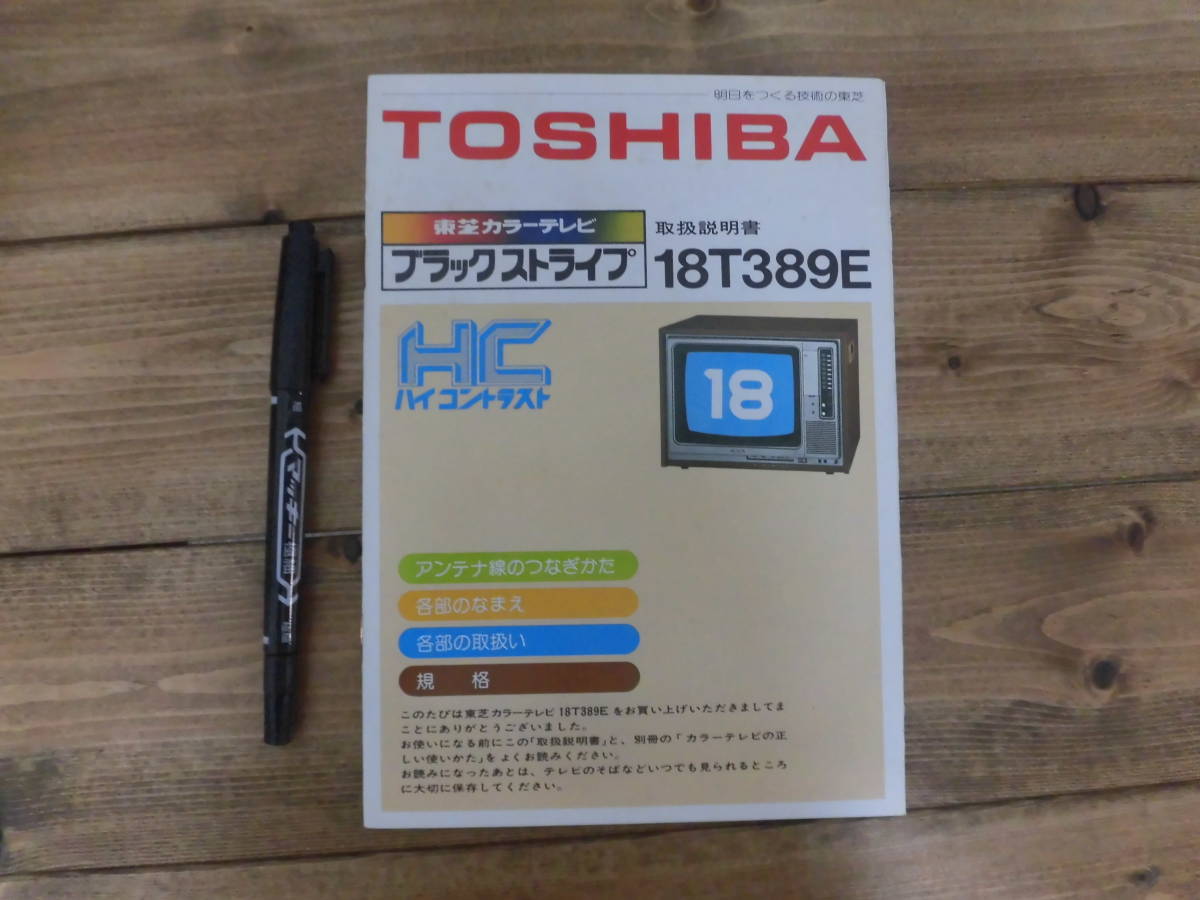 明日をつくる技術の東芝
TOSHIBA
東芝カラーテレビ
ブラックストライプ
取扱説明書
18T389E
HC
ハイコントラスト
18
アンテナ線のつなぎかた
各部のなまえ
各部の取扱い
規 格
このたびは東芝カラーテレビ18T389Eをお買い上げいただきましてま
ことにありがとうございました。
お使いになる前にこの「取扱説明書」と、別冊の「カラーテレビの正
しい使いかた」をよくお読みください。
お読みになったあとは、テレビのそばなどいつでも見られるところ
に大切に保存してください。
マッキー極細